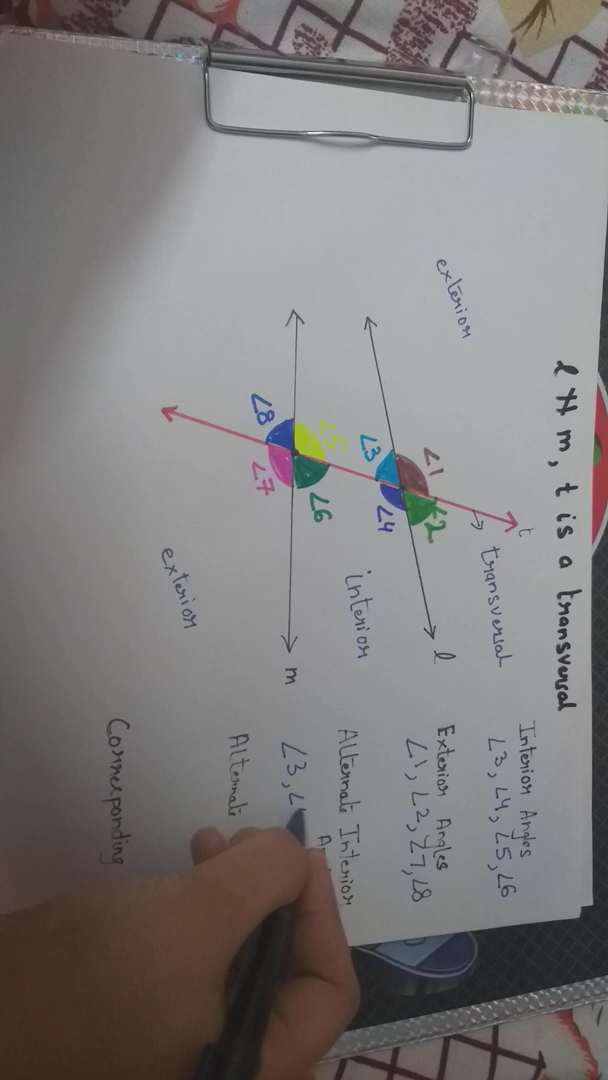 l ∦ m, t is a transversal
exterior
∠1
∠2
∠3
∠4
∠5
∠6
∠7
∠8
t
transversal
l
interior
m
exterior
Interior Angles
∠3, ∠4, ∠5, ∠6
Exterior Angles
∠1, ∠2, ∠7, ∠8
Alternate Interior
∠3,
Alternate
Corresponding